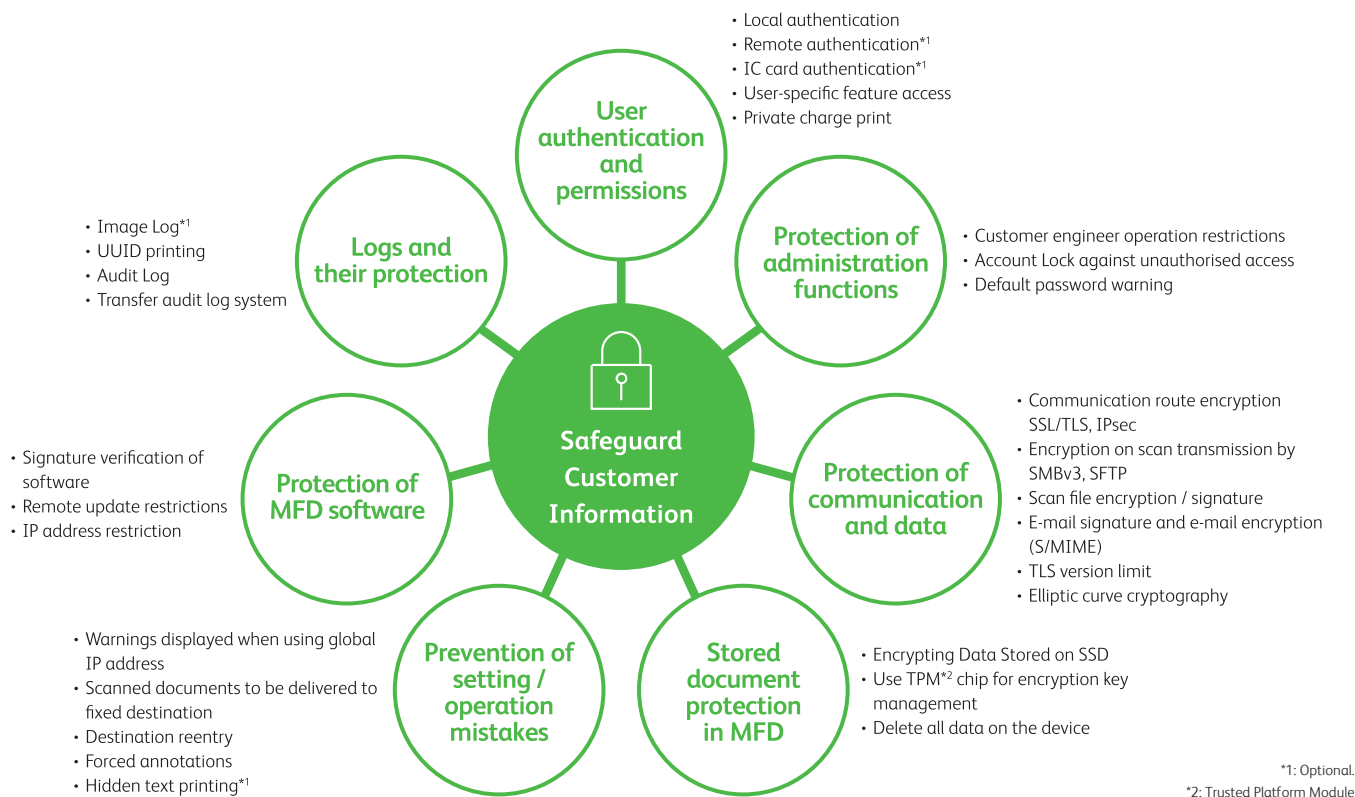 • Local authentication
• Remote authentication*1
• IC card authentication*1
• User-specific feature access
• Private charge print
User
authentication
and
permissions
• Image Log*1
• UUID printing
• Audit Log
• Transfer audit log system
Logs and
their protection
Protection of
administration
functions
• Customer engineer operation restrictions
• Account Lock against unauthorised access
• Default password warning
Safeguard
Customer
Information
• Signature verification of
software
• Remote update restrictions
• IP address restriction
Protection of
MFD software
Protection of
communication
and data
• Communication route encryption
SSL/TLS, IPsec
• Encryption on scan transmission by
SMBv3, SFTP
• Scan file encryption / signature
• E-mail signature and e-mail encryption
(S/MIME)
• TLS version limit
• Elliptic curve cryptography
• Warnings displayed when using global
IP address
• Scanned documents to be delivered to
fixed destination
• Destination reentry
• Forced annotations
• Hidden text printing*1
Prevention of
setting /
operation
mistakes
Stored
document
protection
in MFD
• Encrypting Data Stored on SSD
• Use TPM*2 chip for encryption key
management
• Delete all data on the device
*1: Optional.
*2: Trusted Platform Module